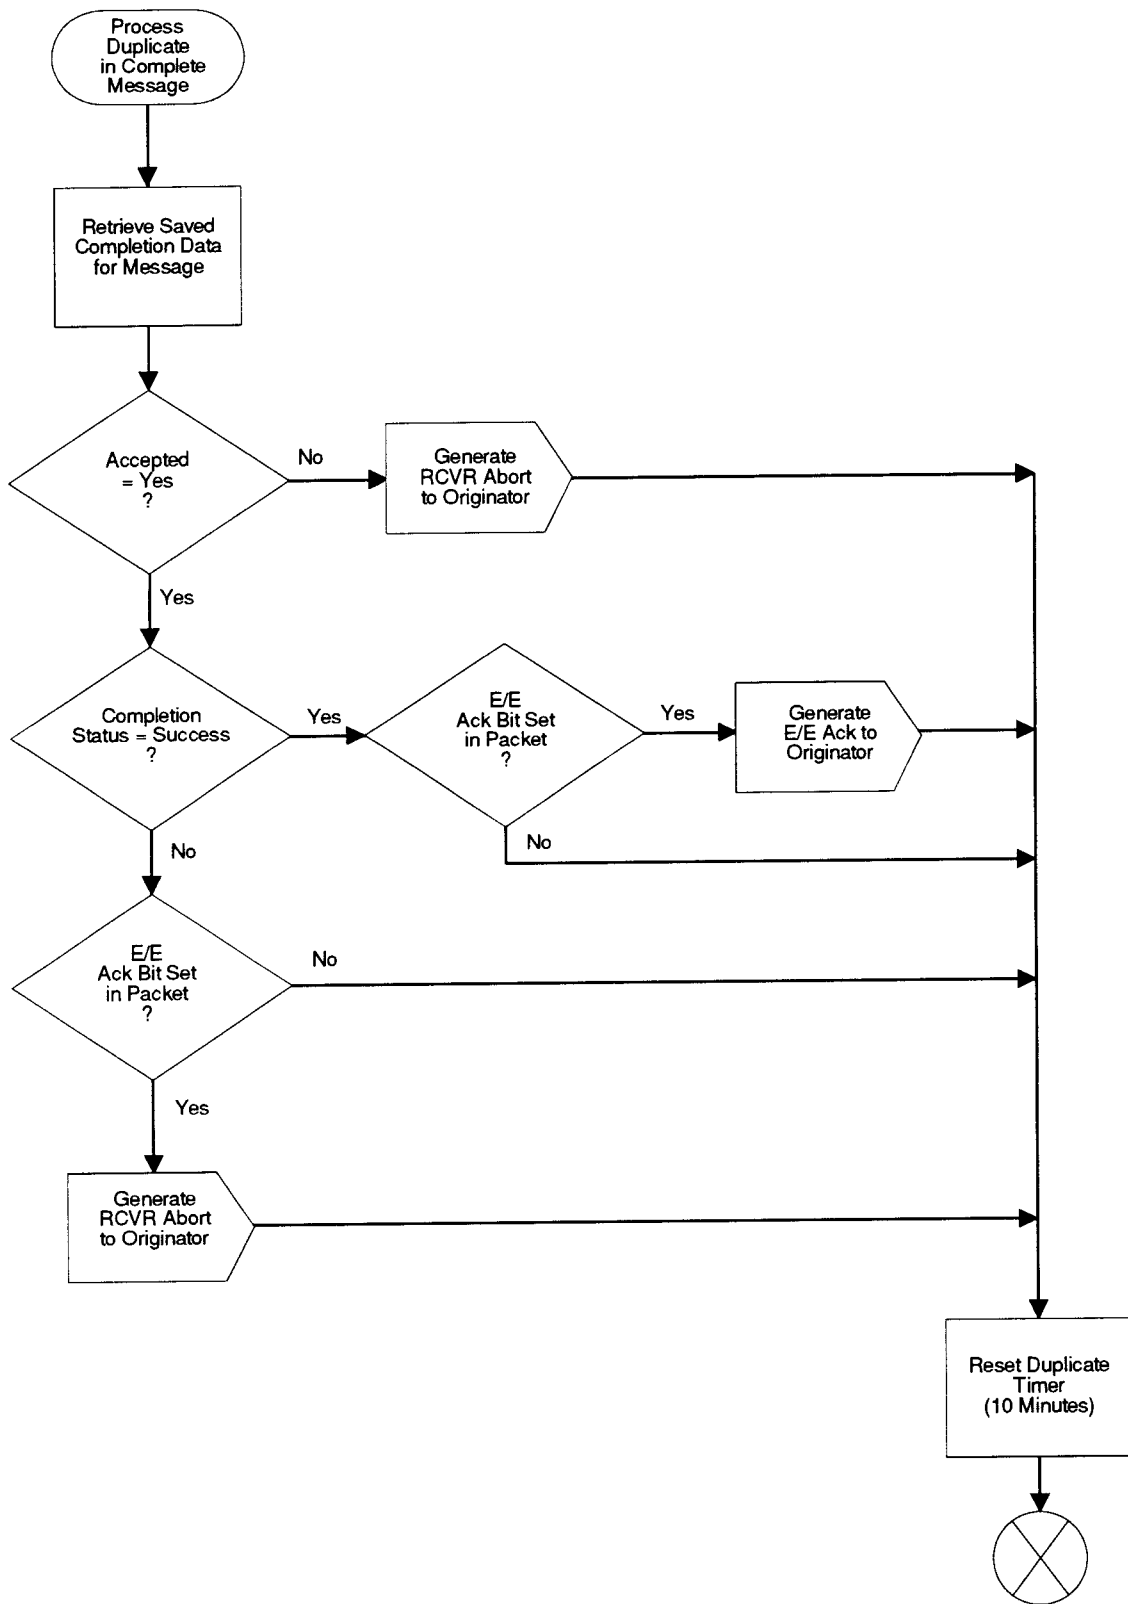 Process
Duplicate
in Complete
Message
Retrieve Saved
Completion Data
for Message
Accepted
= Yes
?
No
Generate
RCVR Abort
to Originator
Yes
Completion
Status = Success
?
Yes
E/E
Ack Bit Set
in Packet
?
Yes
Generate
E/E Ack to
Originator
No
No
E/E
Ack Bit Set
in Packet
?
No
Yes
Generate
RCVR Abort
to Originator
Reset Duplicate
Timer
(10 Minutes)